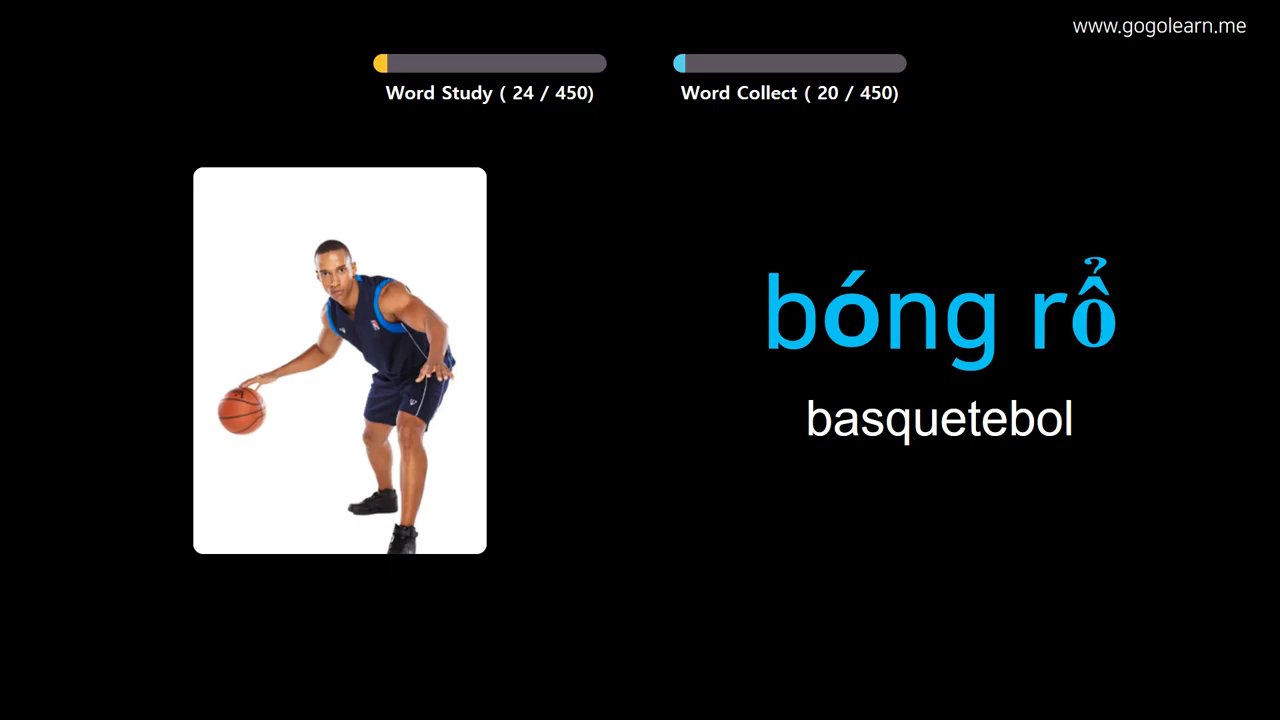 www.gogolearn.me
Word Study ( 24 / 450)
Word Collect ( 20 / 450)
bóng rổ
basquetebol